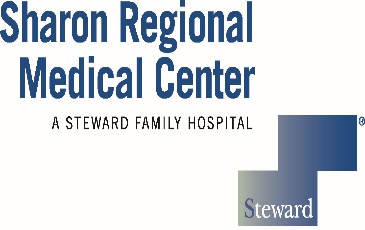 Sharon Regional
Medical Center
A STEWARD FAMILY HOSPITAL
®
Steward